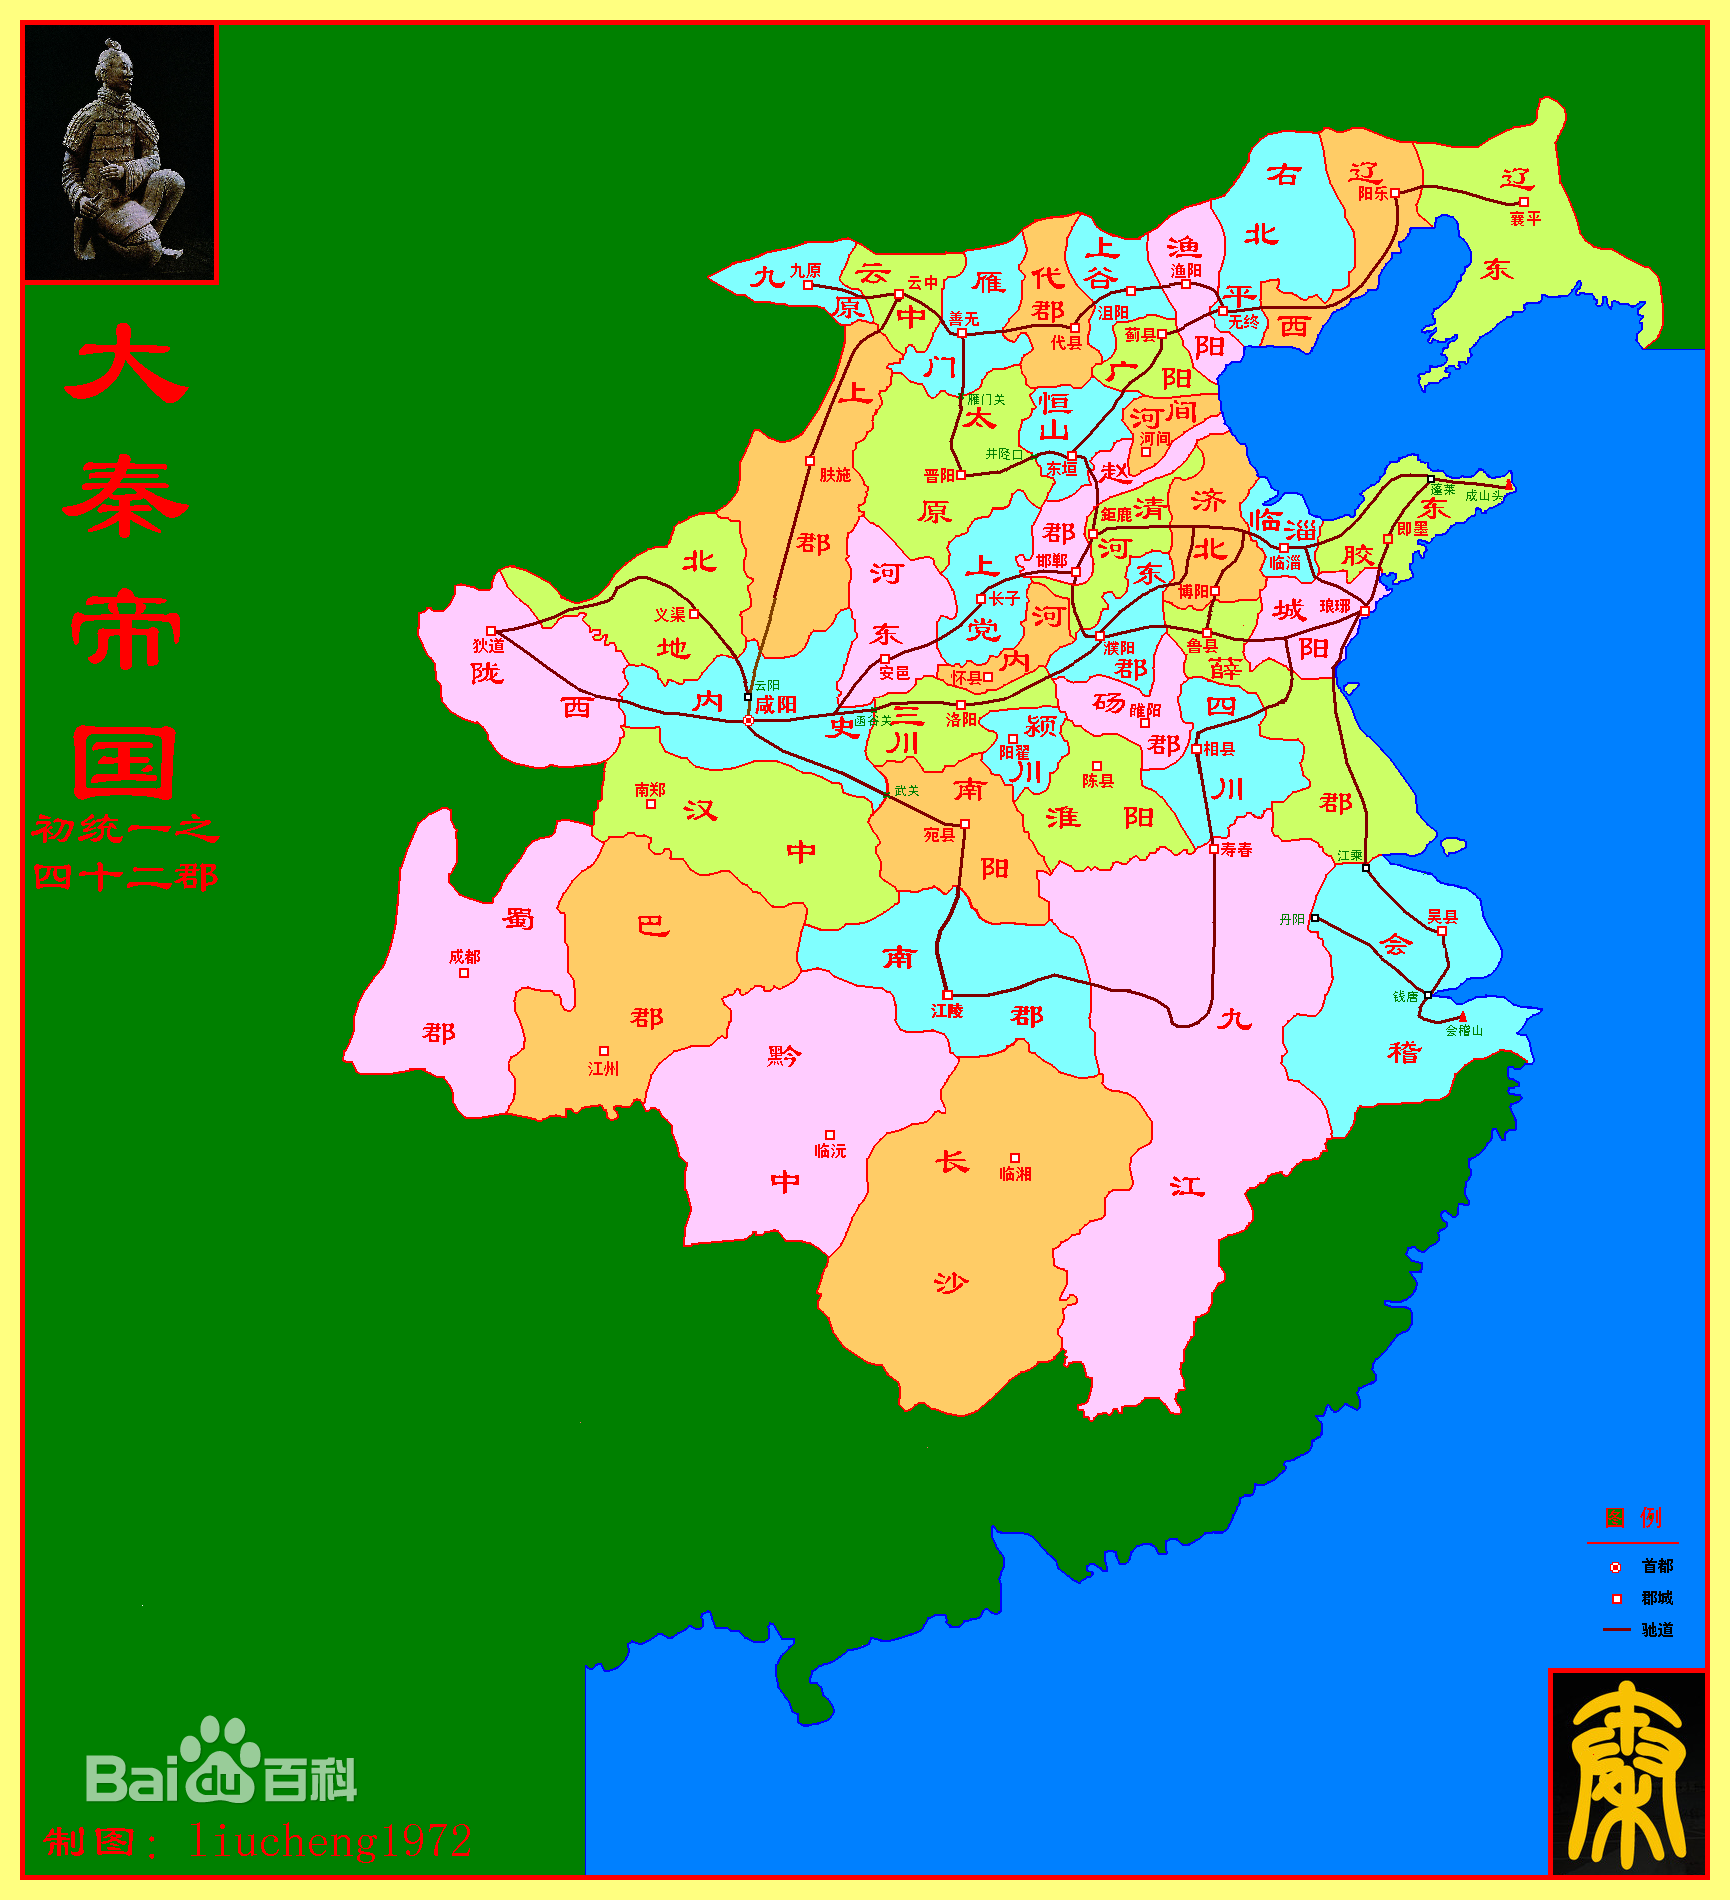 大秦帝国
初统一之
四十二郡
右北平
辽西
阳乐
辽东
襄平
渔阳
渔阳
上谷
沮阳
无终
代郡
代县
雁门
善无
云中
云中
九原
九原
蓟县
广阳
上郡
肤施
雁门关
太原
晋阳
井陉口
恒山
东垣
河间
河间
赵郡
邯郸
鉅鹿
清河
济北
博阳
临淄
临淄
胶东
即墨
蓬莱
成山头
北地
义渠
陇西
狄道
河东
安邑
上党
长子
河内
怀县
东郡
濮阳
薛郡
鲁县
城阳
琅琊
内史
云阳
咸阳
函谷关
三川
洛阳
颍川
阳翟
砀郡
睢阳
四川
相县
淮阳
陈县
汉中
南郑
武关
南阳
宛县
寿春
江乘
丹阳
吴县
会稽
钱唐
会稽山
蜀郡
成都
巴郡
江州
南郡
江陵
黔中
临沅
长沙
临湘
九江
图例
首都
郡城
驰道
秦
Baidu百科
制图：liucheng1972